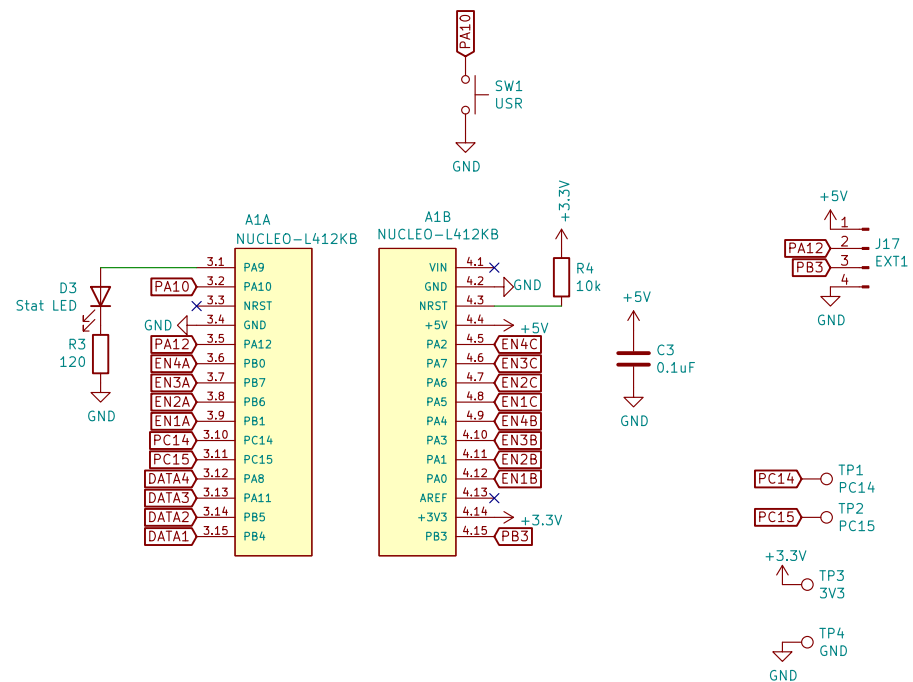 PA10
SW1
USR
GND
A1A
NUCLEO-L412KB
3.1 PA9
PA10 3.2 PA10
3.3 NRST
GND 3.4 GND
PA12 3.5 PA12
EN4A 3.6 PB0
EN3A 3.7 PB7
EN2A 3.8 PB6
EN1A 3.9 PB1
PC14 3.10 PC14
PC15 3.11 PC15
DATA4 3.12 PA8
DATA3 3.13 PA11
DATA2 3.14 PB5
DATA1 3.15 PB4
D3
Stat LED
R3
120
GND
A1B
NUCLEO-L412KB
VIN 4.1
GND 4.2 GND
NRST 4.3
+5V 4.4 +5V
PA2 4.5 EN4C
PA7 4.6 EN3C
PA6 4.7 EN2C
PA5 4.8 EN1C
PA4 4.9 EN4B
PA3 4.10 EN3B
PA1 4.11 EN2B
PA0 4.12 EN1B
AREF 4.13
+3V3 4.14 +3.3V
PB3 4.15 PB3
+3.3V
R4
10k
+5V
C3
0.1uF
GND
+5V
1
PA12 2
PB3 3
4
J17
EXT1
GND
PC14 TP1
PC14
PC15 TP2
PC15
+3.3V
TP3
3V3
TP4
GND
GND